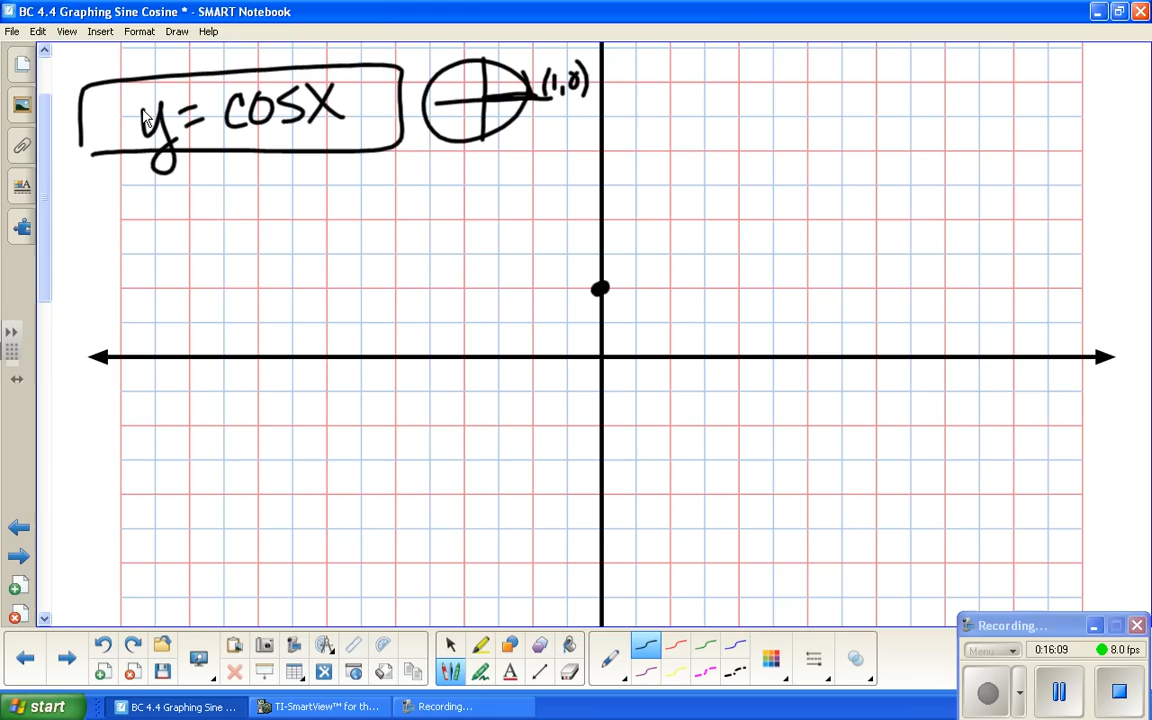 BC 4.4 Graphing Sine Cosine * - SMART Notebook
File Edit View Insert Format Draw Help
y = cosx
(1,0)
Recording...
Menu
0:16:09
8.0 fps
start
BC 4.4 Graphing Sine ...
TI-SmartView™ for th...
Recording...